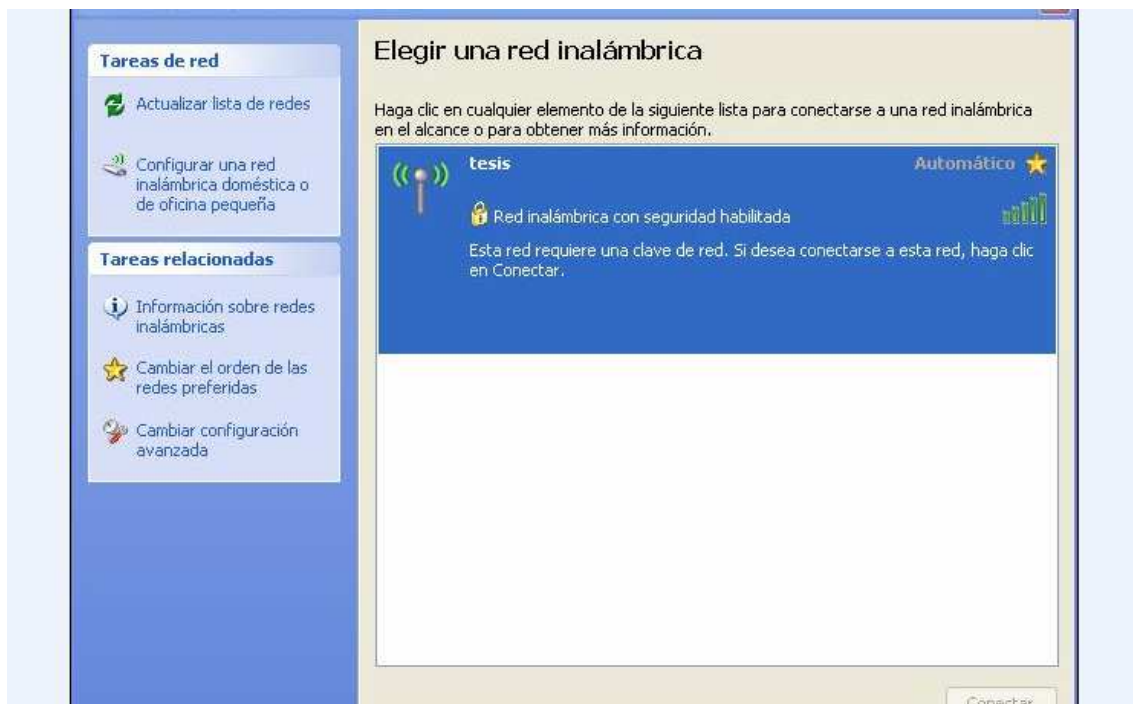 Tareas de red
Actualizar lista de redes
Configurar una red
inalámbrica doméstica o
de oficina pequeña
Tareas relacionadas
Información sobre redes
inalámbricas
Cambiar el orden de las
redes preferidas
Cambiar configuración
avanzada
Elegir una red inalámbrica
Haga clic en cualquier elemento de la siguiente lista para conectarse a una red inalámbrica
en el alcance o para obtener más información.
tesis
Automático
Red inalámbrica con seguridad habilitada
Esta red requiere una clave de red. Si desea conectarse a esta red, haga clic
en Conectar.
Conectar